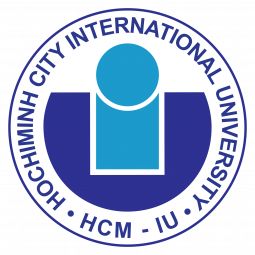 HOCHIMINH CITY INTERNATIONAL UNIVERSITY
• HCM - IU •